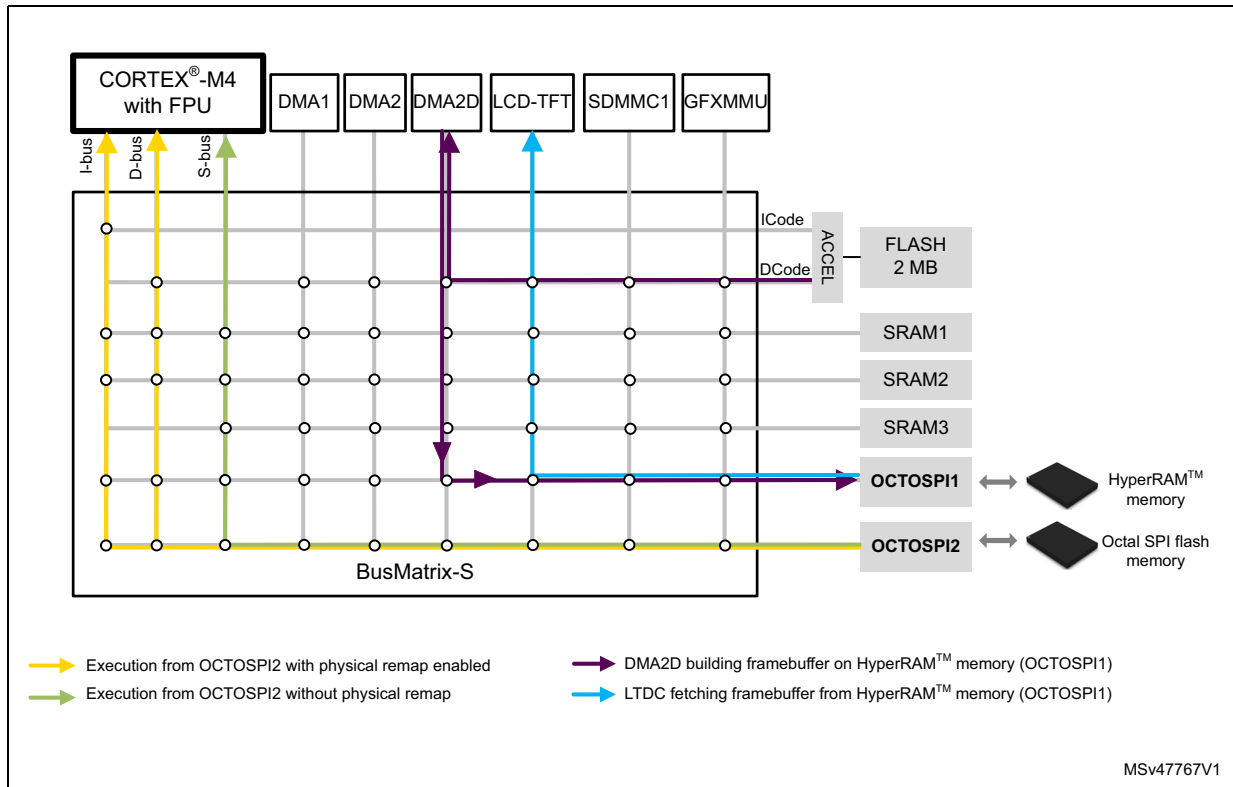 CORTEX®-M4
with FPU
DMA1
DMA2
DMA2D
LCD-TFT
SDMMC1
GFXMMU
I-bus
D-bus
S-bus
ICode
DCode
ACCEL
FLASH
2 MB
SRAM1
SRAM2
SRAM3
OCTOSPI1
HyperRAM™
memory
OCTOSPI2
Octal SPI flash
memory
BusMatrix-S
Execution from OCTOSPI2 with physical remap enabled
Execution from OCTOSPI2 without physical remap
DMA2D building framebuffer on HyperRAM™ memory (OCTOSPI1)
LTDC fetching framebuffer from HyperRAM™ memory (OCTOSPI1)
MSv47767V1